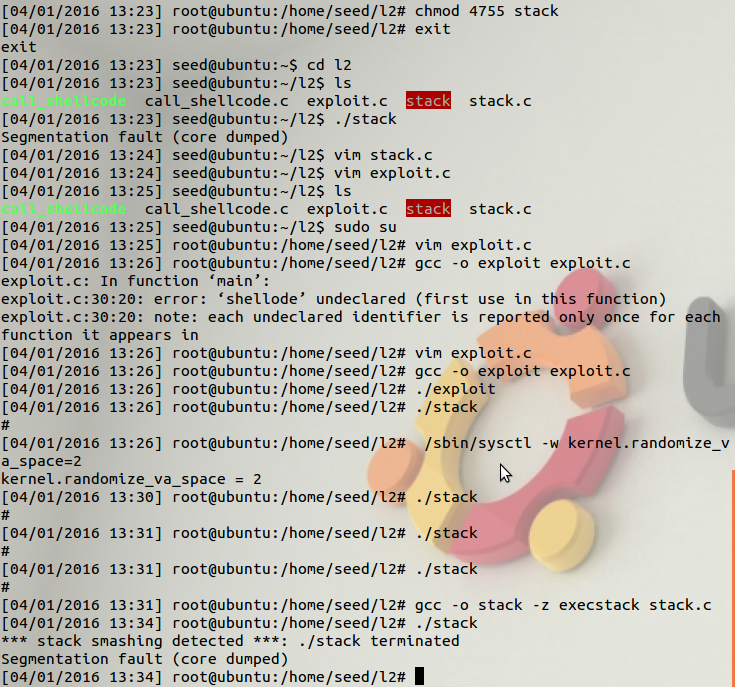 [04/01/2016 13:23] root@ubuntu:/home/seed/l2# chmod 4755 stack
[04/01/2016 13:23] root@ubuntu:/home/seed/l2# exit
exit
[04/01/2016 13:23] seed@ubuntu:~$ cd l2
[04/01/2016 13:23] seed@ubuntu:~/l2$ ls
call_shellcode  call_shellcode.c  exploit.c  stack  stack.c
[04/01/2016 13:23] seed@ubuntu:~/l2$ ./stack
Segmentation fault (core dumped)
[04/01/2016 13:24] seed@ubuntu:~/l2$ vim stack.c
[04/01/2016 13:24] seed@ubuntu:~/l2$ vim exploit.c
[04/01/2016 13:25] seed@ubuntu:~/l2$ ls
call_shellcode  call_shellcode.c  exploit.c  stack  stack.c
[04/01/2016 13:25] seed@ubuntu:~/l2$ sudo su
[04/01/2016 13:25] root@ubuntu:/home/seed/l2# vim exploit.c
[04/01/2016 13:26] root@ubuntu:/home/seed/l2# gcc -o exploit exploit.c
exploit.c: In function ‘main’:
exploit.c:30:20: error: ‘shellode’ undeclared (first use in this function)
exploit.c:30:20: note: each undeclared identifier is reported only once for each
function it appears in
[04/01/2016 13:26] root@ubuntu:/home/seed/l2# vim exploit.c
[04/01/2016 13:26] root@ubuntu:/home/seed/l2# gcc -o exploit exploit.c
[04/01/2016 13:26] root@ubuntu:/home/seed/l2# ./exploit
[04/01/2016 13:26] root@ubuntu:/home/seed/l2# ./stack
#
[04/01/2016 13:26] root@ubuntu:/home/seed/l2#  /sbin/sysctl -w kernel.randomize_v
a_space=2
kernel.randomize_va_space = 2
[04/01/2016 13:30] root@ubuntu:/home/seed/l2# ./stack
#
[04/01/2016 13:31] root@ubuntu:/home/seed/l2# ./stack
#
[04/01/2016 13:31] root@ubuntu:/home/seed/l2# ./stack
#
[04/01/2016 13:31] root@ubuntu:/home/seed/l2# gcc -o stack -z execstack stack.c
[04/01/2016 13:34] root@ubuntu:/home/seed/l2# ./stack
*** stack smashing detected ***: ./stack terminated
Segmentation fault (core dumped)
[04/01/2016 13:34] root@ubuntu:/home/seed/l2#